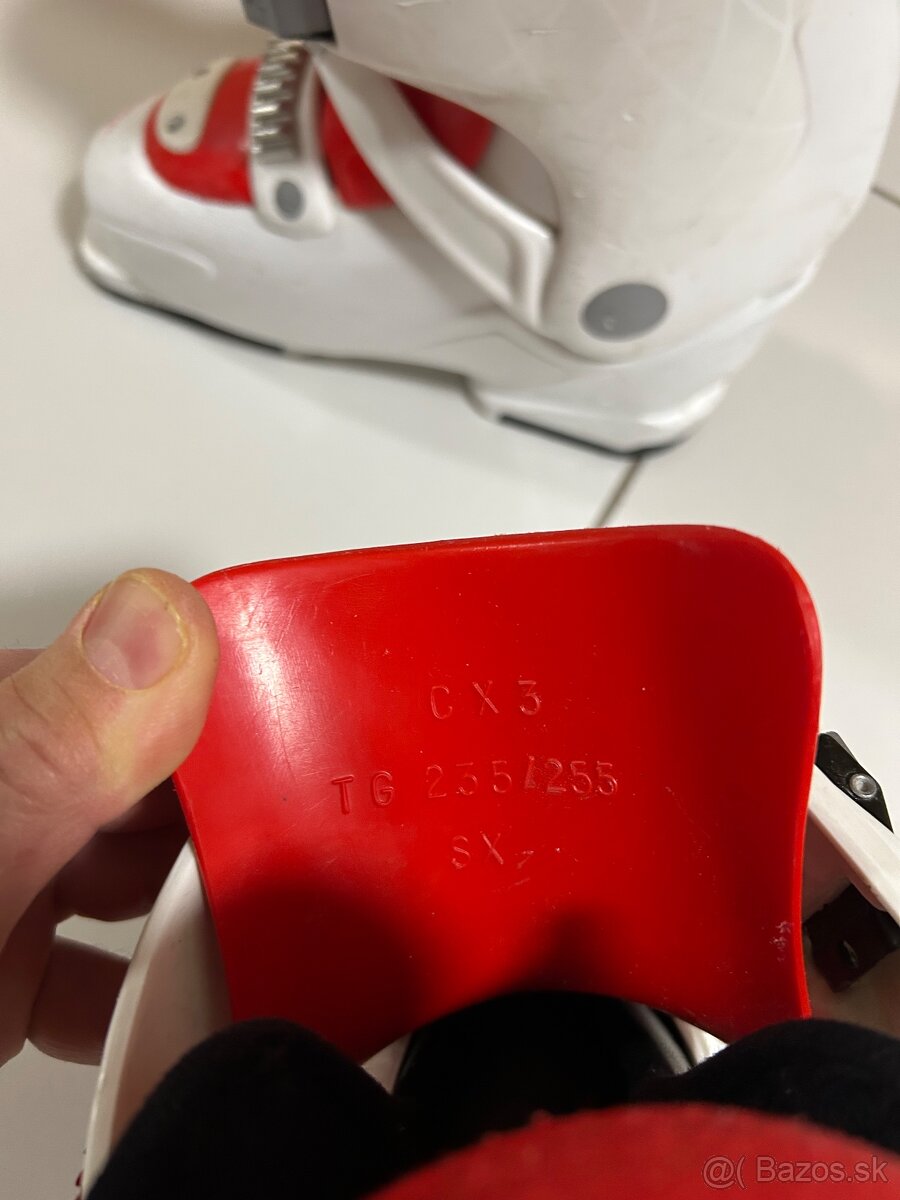 CX3
TG 235/255
SX
@( Bazos.sk